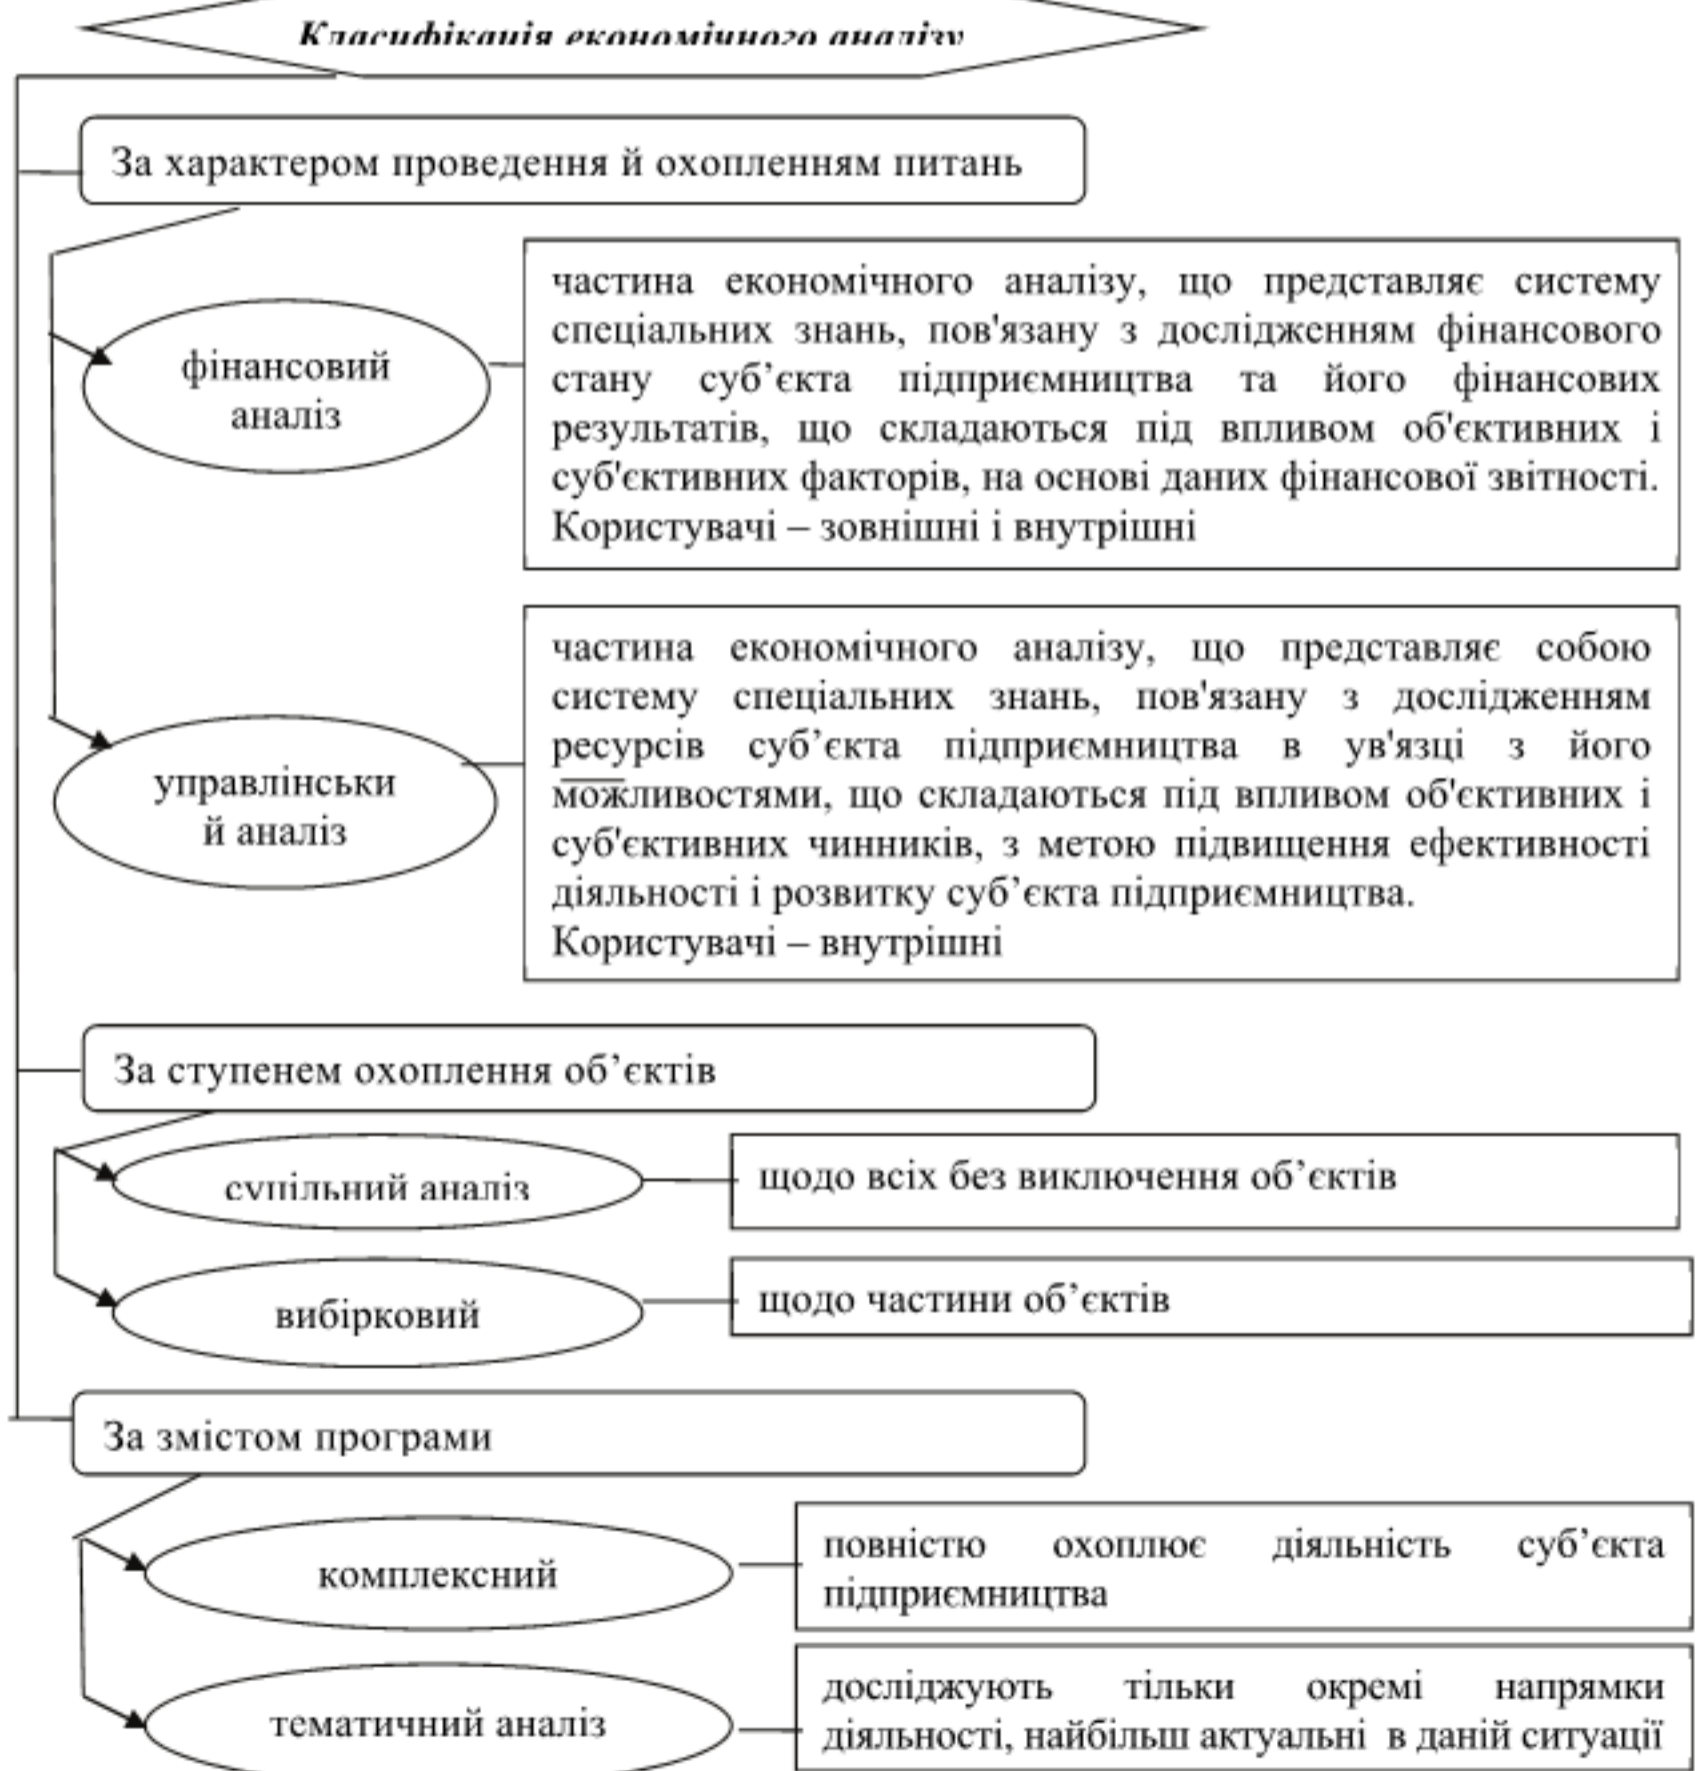 Класифікація економічного аналізу
За характером проведення й охопленням питань
фінансовий
аналіз
частина економічного аналізу, що представляє систему
спеціальних знань, пов'язану з дослідженням фінансового
стану суб’єкта підприємництва та його фінансових
результатів, що складаються під впливом об'єктивних і
суб'єктивних факторів, на основі даних фінансової звітності.
Користувачі – зовнішні і внутрішні
управлінськи
й аналіз
частина економічного аналізу, що представляє собою
систему спеціальних знань, пов'язану з дослідженням
ресурсів суб’єкта підприємництва в ув'язці з його
можливостями, що складаються під впливом об'єктивних і
суб'єктивних чинників, з метою підвищення ефективності
діяльності і розвитку суб’єкта підприємництва.
Користувачі – внутрішні
За ступенем охоплення об’єктів
суцільний аналіз
щодо всіх без виключення об’єктів
вибірковий
щодо частини об’єктів
За змістом програми
комплексний
повністю охоплює діяльність суб’єкта
підприємництва
тематичний аналіз
досліджують тільки окремі напрямки
діяльності, найбільш актуальні в даній ситуації